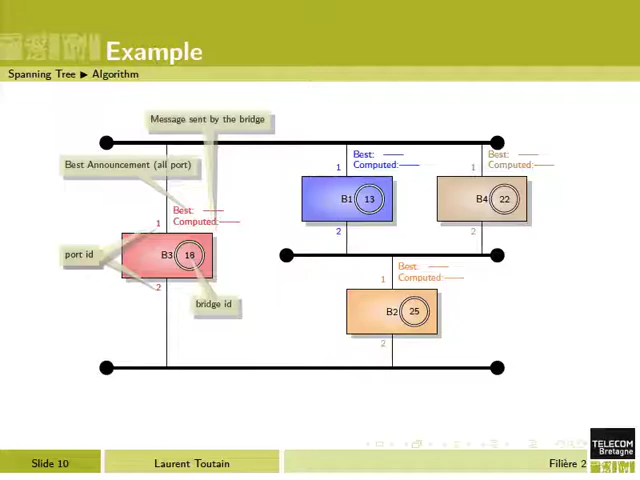 Example
Spanning Tree ▶ Algorithm
Message sent by the bridge
Best Announcement (all port)
Best:
Computed:
1
B3 18
2
port id
bridge id
Best:
Computed:
1
B1 13
2
Best:
Computed:
1
B4 22
2
Best:
Computed:
1
B2 25
2
Slide 10
Laurent Toutain
Filière 2
TELECOM
Bretagne